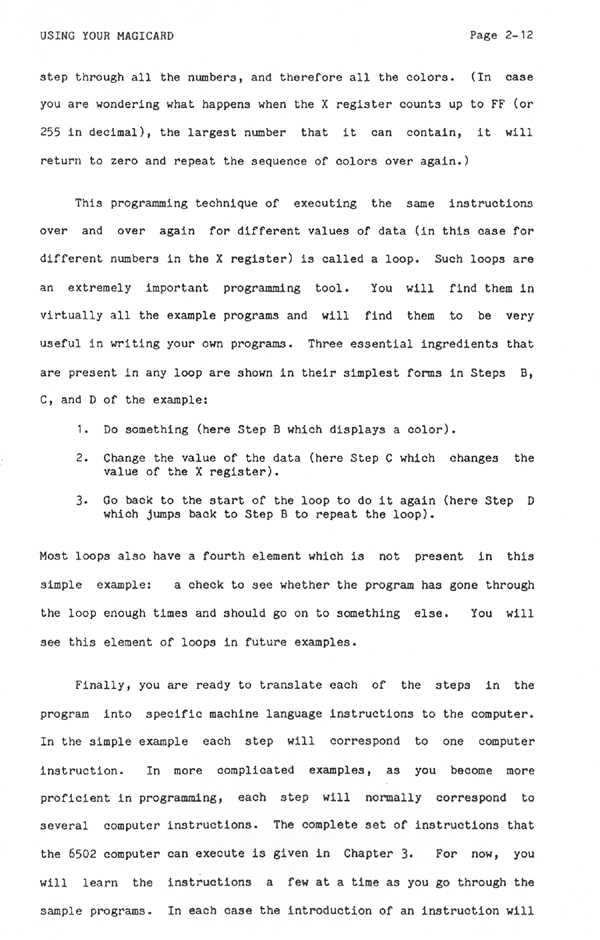 USING YOUR MAGICARD Page 2-12
step through all the numbers, and therefore all the colors. (In case
you are wondering what happens when the X register counts up to FF (or
255 in decimal), the largest number that it can contain, it will
return to zero and repeat the sequence of colors over again.)
This programming technique of executing the same instructions
over and over again for different values of data (in this case for
different numbers in the X register) is called a loop. Such loops are
an extremely important programming tool. You will find them in
virtually all the example programs and will find them to be very
useful in writing your own programs. Three essential ingredients that
are present in any loop are shown in their simplest forms in Steps B,
C, and D of the example:
1. Do something (here Step B which displays a color).
2. Change the value of the data (here Step C which changes the
value of the X register).
3. Go back to the start of the loop to do it again (here Step D
which jumps back to Step B to repeat the loop).
Most loops also have a fourth element which is not present in this
simple example: a check to see whether the program has gone through
the loop enough times and should go on to something else. You will
see this element of loops in future examples.
Finally, you are ready to translate each of the steps in the
program into specific machine language instructions to the computer.
In the simple example each step will correspond to one computer
instruction. In more complicated examples, as you become more
proficient in programming, each step will normally correspond to
several computer instructions. The complete set of instructions that
the 6502 computer can execute is given in Chapter 3. For now, you
will learn the instructions a few at a time as you go through the
sample programs. In each case the introduction of an instruction will